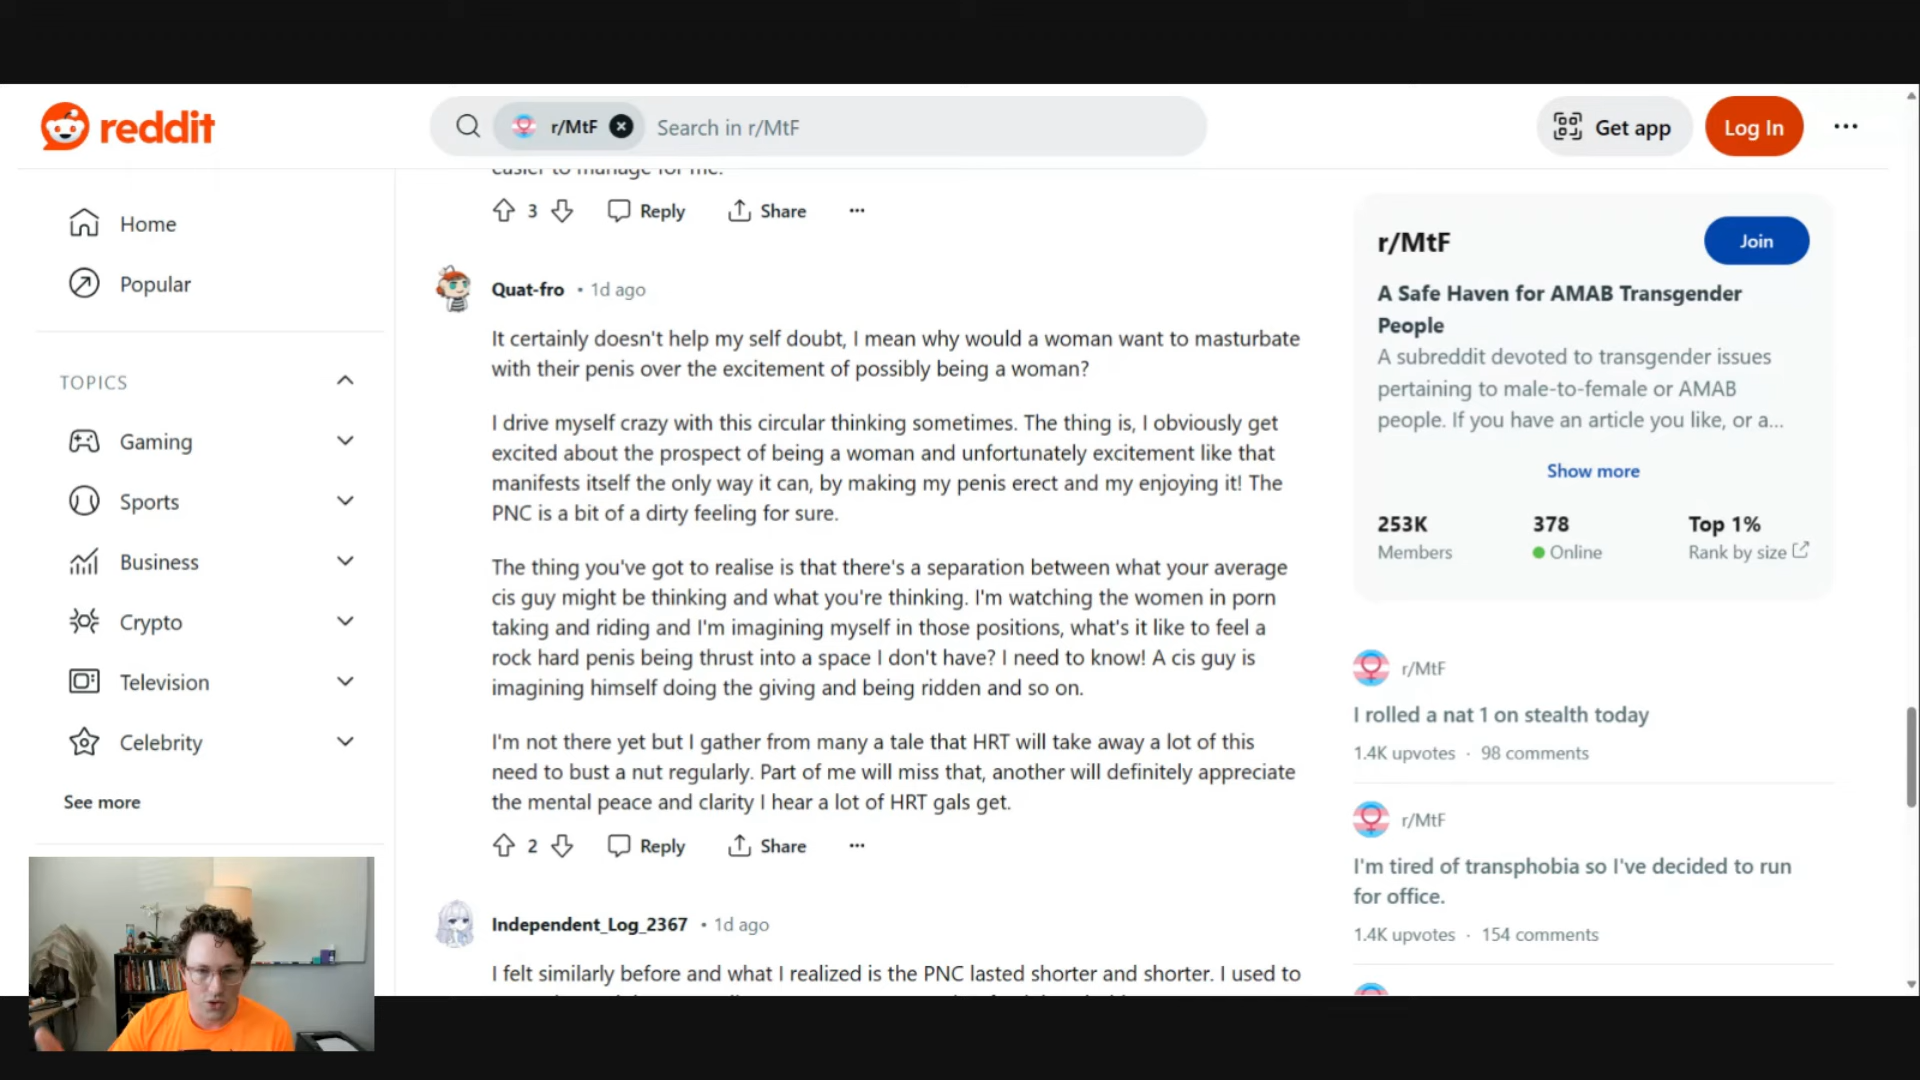 reddit
r/MtF
Search in r/MtF
Get app
Log In
Home
Popular
TOPICS
Gaming
Sports
Business
Crypto
Television
Celebrity
See more
easier to manage for me.
3
Reply
Share
Quat-fro • 1d ago
It certainly doesn't help my self doubt, I mean why would a woman want to masturbate
with their penis over the excitement of possibly being a woman?
I drive myself crazy with this circular thinking sometimes. The thing is, I obviously get
excited about the prospect of being a woman and unfortunately excitement like that
manifests itself the only way it can, by making my penis erect and my enjoying it! The
PNC is a bit of a dirty feeling for sure.
The thing you've got to realise is that there's a separation between what your average
cis guy might be thinking and what you're thinking. I'm watching the women in porn
taking and riding and I'm imagining myself in those positions, what's it like to feel a
rock hard penis being thrust into a space I don't have? I need to know! A cis guy is
imagining himself doing the giving and being ridden and so on.
I'm not there yet but I gather from many a tale that HRT will take away a lot of this
need to bust a nut regularly. Part of me will miss that, another will definitely appreciate
the mental peace and clarity I hear a lot of HRT gals get.
2
Reply
Share
Independent_Log_2367 • 1d ago
I felt similarly before and what I realized is the PNC lasted shorter and shorter. I used to
r/MtF
Join
A Safe Haven for AMAB Transgender
People
A subreddit devoted to transgender issues
pertaining to male-to-female or AMAB
people. If you have an article you like, or a...
Show more
253K
Members
378
Online
Top 1%
Rank by size
r/MtF
I rolled a nat 1 on stealth today
1.4K upvotes · 98 comments
r/MtF
I'm tired of transphobia so I've decided to run
for office.
1.4K upvotes · 154 comments